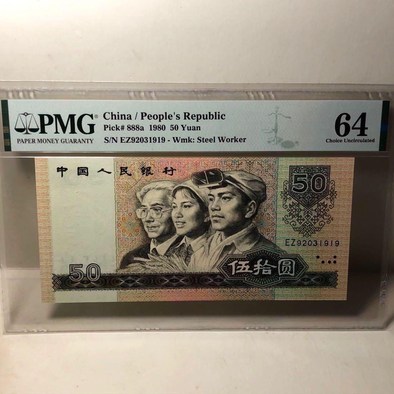 PMG
PAPER MONEY GUARANTY
China / People's Republic
Pick# 888a 1980 50 Yuan
S/N EZ92031919 - Wmk: Steel Worker
64
Choice Uncirculated
中国人民银行
50
EZ92031919
50
伍拾圆